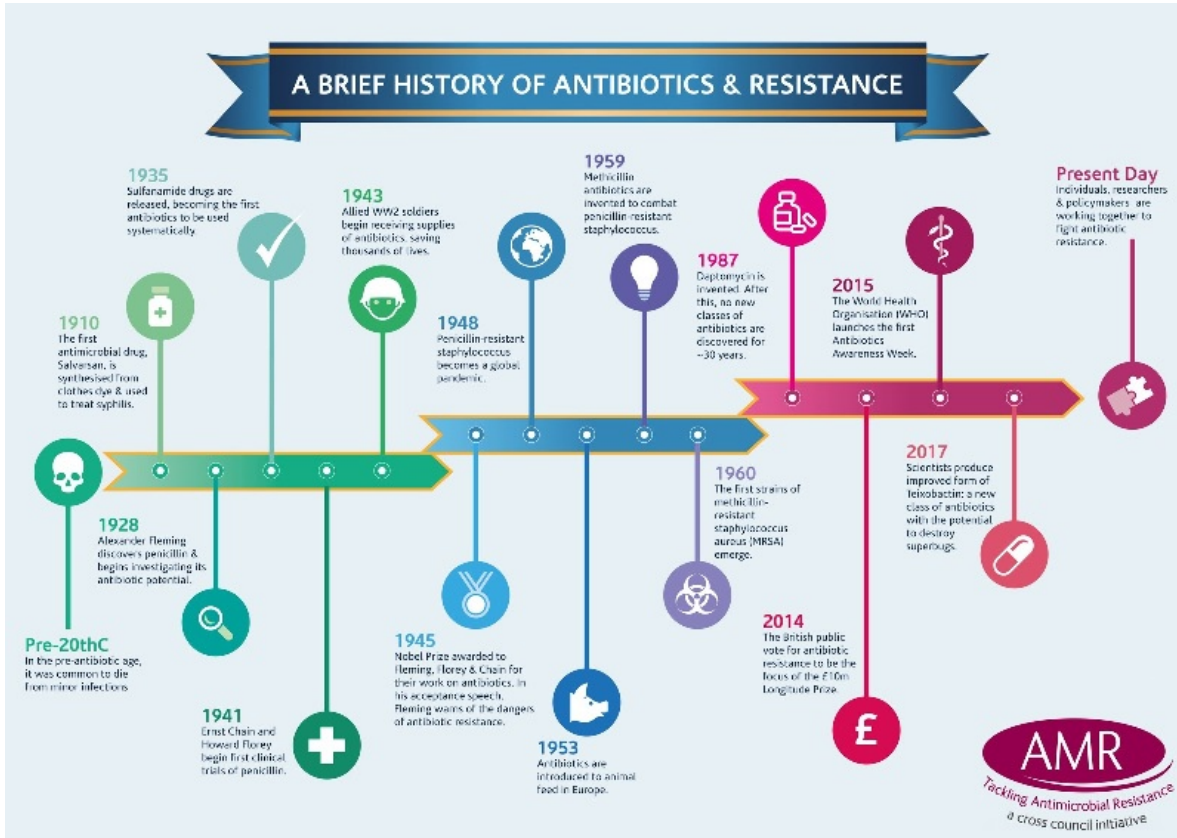 A BRIEF HISTORY OF ANTIBIOTICS & RESISTANCE
Pre-20thC
In the pre-antibiotic age,
it was common to die
from minor infections
1910
The first
antimicrobial drug,
Salvarsan, is
synthesised from
clothes dye & used
to treat syphilis.
1928
Alexander Fleming
discovers penicillin &
begins investigating its
antibiotic potential.
1935
Sulfanamide drugs are
released, becoming the first
antibiotics to be used
systematically.
1941
Ernst Chain and
Howard Florey
begin first clinical
trials of penicillin.
1943
Allied WW2 soldiers
begin receiving supplies
of antibiotics, saving
thousands of lives.
1945
Nobel Prize awarded to
Fleming, Florey & Chain for
their work on antibiotics. In
his acceptance speech,
Fleming warns of the dangers
of antibiotic resistance.
1948
Penicillin-resistant
staphylococcus
becomes a global
pandemic.
1953
Antibiotics are
introduced to animal
feed in Europe.
1959
Methicillin
antibiotics are
invented to combat
penicillin-resistant
staphylococcus.
1960
The first strains of
methicillin-
resistant
staphylococcus
aureus (MRSA)
emerge.
1987
Daptomycin is
invented. After
this, no new
classes of
antibiotics are
discovered for
~30 years.
2014
The British public
vote for antibiotic
resistance to be the
focus of the £10m
Longitude Prize.
£
2015
The World Health
Organisation (WHO)
launches the first
Antibiotics
Awareness Week.
2017
Scientists produce
improved form of
Teixobactin: a new
class of antibiotics
with the potential
to destroy
superbugs.
Present Day
Individuals, researchers
& policymakers are
working together to
fight antibiotic
resistance.
AMR
Tackling Antimicrobial Resistance
a cross council initiative